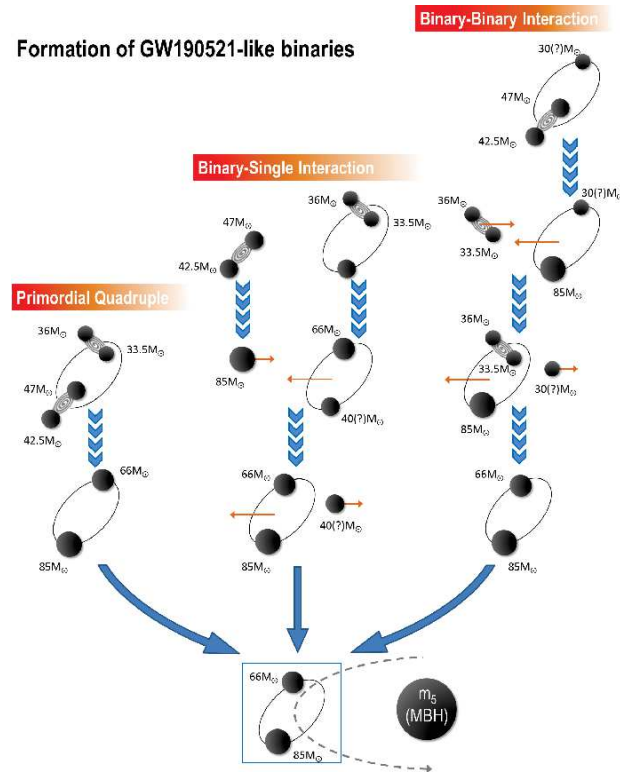 Binary-Binary Interaction
Formation of GW190521-like binaries
30(?)M☉
47M☉
42.5M☉
Binary-Single Interaction
36M☉
33.5M☉
47M☉
42.5M☉
36M☉
33.5M☉
30(?)M☉
85M☉
Primordial Quadruple
36M☉
33.5M☉
47M☉
42.5M☉
66M☉
85M☉
40(?)M☉
36M☉
33.5M☉
30(?)M☉
85M☉
66M☉
85M☉
66M☉
85M☉
40(?)M☉
66M☉
85M☉
66M☉
85M☉
m₅
(MBH)